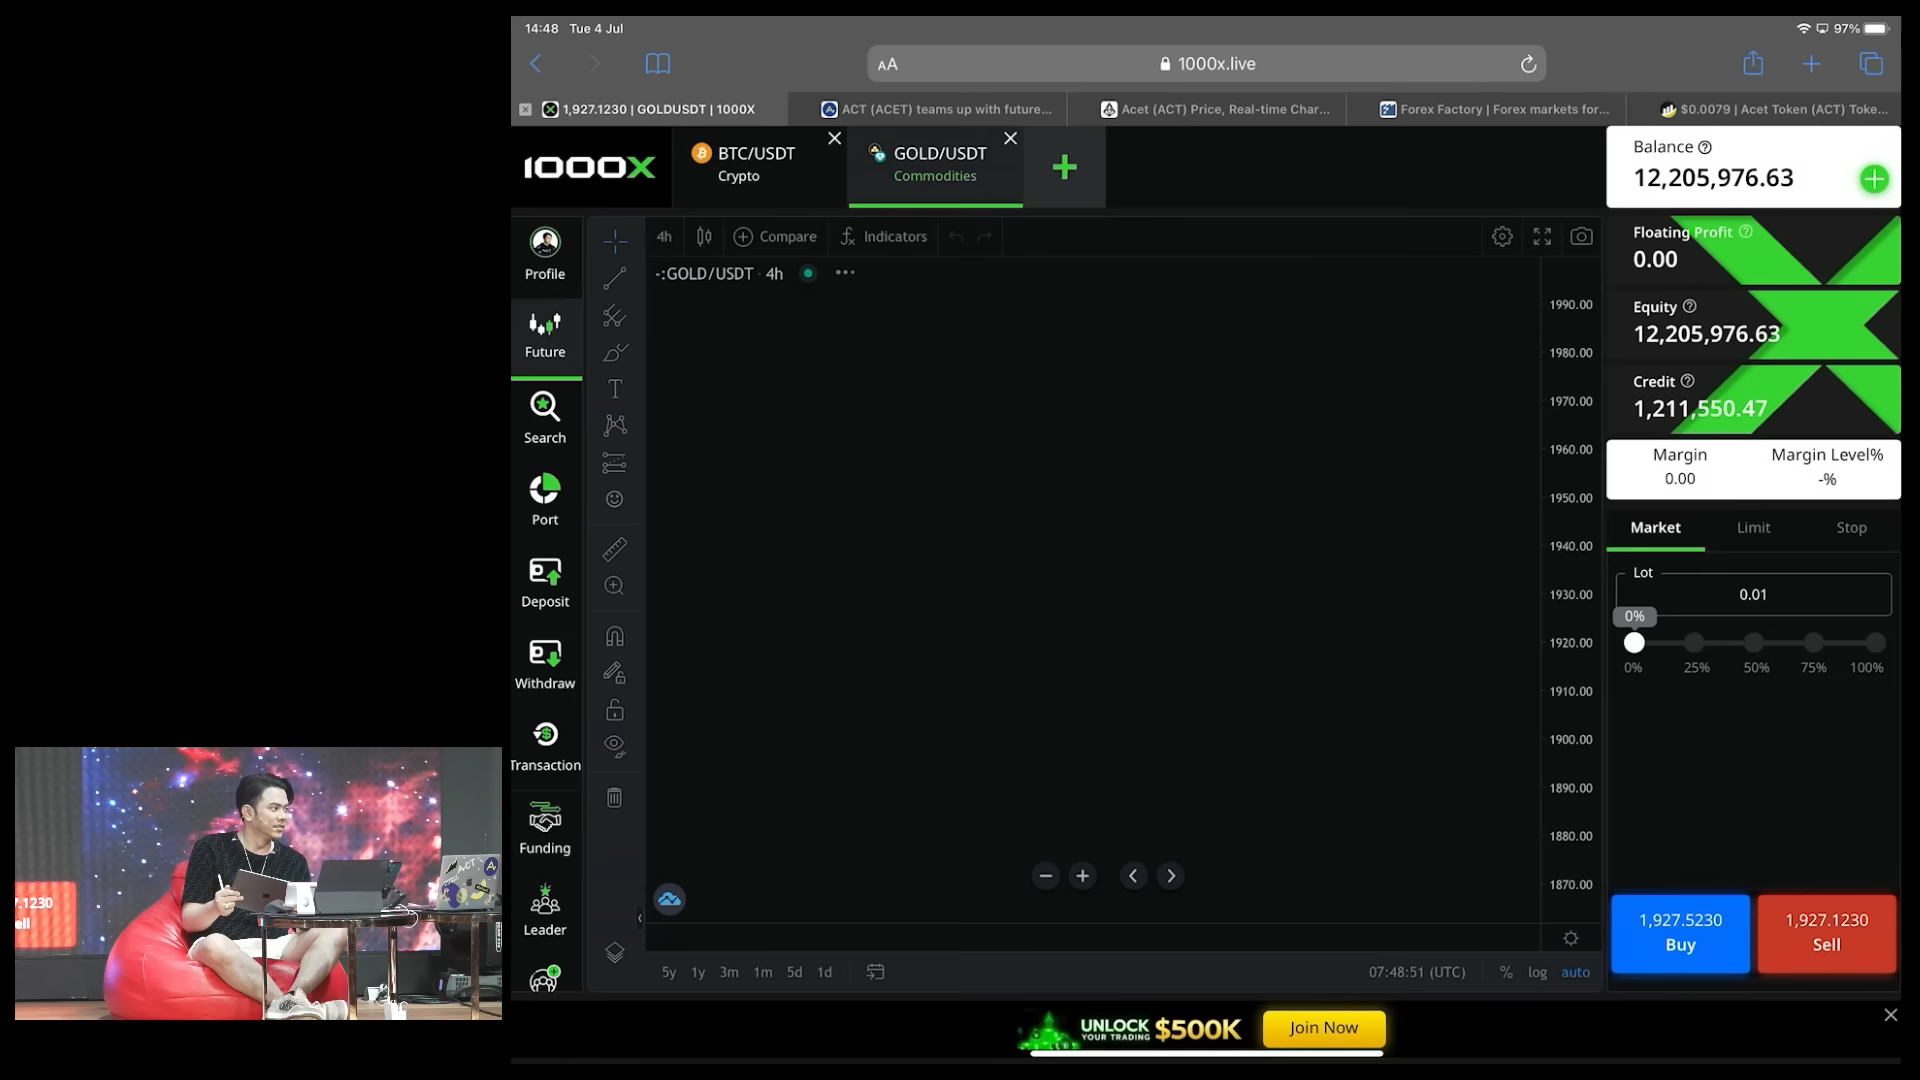 14:48 Tue 4 Jul
97%
AA
1000x.live
1,927.1230 | GOLDUSDT | 1000X
ACT (ACET) teams up with future...
Acet (ACT) Price, Real-time Char...
Forex Factory | Forex markets for...
$0.0079 | Acet Token (ACT) Toke...
1000X
BTC/USDT
Crypto
GOLD/USDT
Commodities
Balance
12,205,976.63
Floating Profit
0.00
Equity
12,205,976.63
Credit
1,211,550.47
Margin
0.00
Margin Level%
-%
Profile
Future
Search
Port
Deposit
Withdraw
Transaction
Funding
Leader
4h
Compare
Indicators
-:GOLD/USDT · 4h
1990.00
1980.00
1970.00
1960.00
1950.00
1940.00
1930.00
1920.00
1910.00
1900.00
1890.00
1880.00
1870.00
5y 1y 3m 1m 5d 1d
07:48:51 (UTC)
% log auto
Market
Limit
Stop
Lot
0.01
0%
0% 25% 50% 75% 100%
1,927.5230
Buy
1,927.1230
Sell
UNLOCK
YOUR TRADING
$500K
Join Now
7.1230
ell
ACT